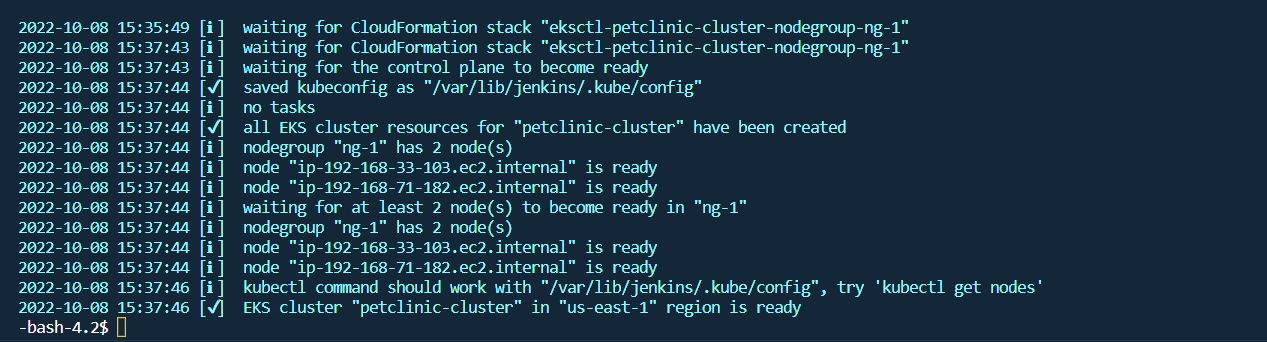 2022-10-08 15:35:49 [ℹ]  waiting for CloudFormation stack "eksctl-petclinic-cluster-nodegroup-ng-1"
2022-10-08 15:37:43 [ℹ]  waiting for CloudFormation stack "eksctl-petclinic-cluster-nodegroup-ng-1"
2022-10-08 15:37:43 [ℹ]  waiting for the control plane to become ready
2022-10-08 15:37:44 [✔]  saved kubeconfig as "/var/lib/jenkins/.kube/config"
2022-10-08 15:37:44 [ℹ]  no tasks
2022-10-08 15:37:44 [✔]  all EKS cluster resources for "petclinic-cluster" have been created
2022-10-08 15:37:44 [ℹ]  nodegroup "ng-1" has 2 node(s)
2022-10-08 15:37:44 [ℹ]  node "ip-192-168-33-103.ec2.internal" is ready
2022-10-08 15:37:44 [ℹ]  node "ip-192-168-71-182.ec2.internal" is ready
2022-10-08 15:37:44 [ℹ]  waiting for at least 2 node(s) to become ready in "ng-1"
2022-10-08 15:37:44 [ℹ]  nodegroup "ng-1" has 2 node(s)
2022-10-08 15:37:44 [ℹ]  node "ip-192-168-33-103.ec2.internal" is ready
2022-10-08 15:37:44 [ℹ]  node "ip-192-168-71-182.ec2.internal" is ready
2022-10-08 15:37:46 [ℹ]  kubectl command should work with "/var/lib/jenkins/.kube/config", try 'kubectl get nodes'
2022-10-08 15:37:46 [✔]  EKS cluster "petclinic-cluster" in "us-east-1" region is ready
-bash-4.2$